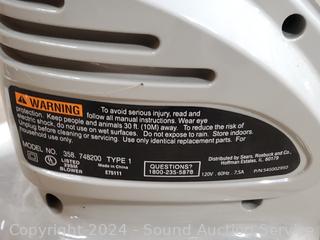 WARNING
To avoid serious injury, read and
follow all manual instructions. Wear eye
protection. Keep people and animals 30 ft. (10M) away. To reduce risk of
electric shock, do not use on wet surfaces. Do not expose to rain. Store indoors.
Unplug before cleaning or servicing. Use only identical replacement parts. For
household use only.
MODEL NO. 358. 748200 TYPE 1
UL LISTED
BLOWER
Made in China
E75111
QUESTIONS?
1-800-235-5878
Distributed by Sears, Roebuck and Co.,
Hoffman Estates, IL 60179
120V . 60Hz . 7.5A
Copyright 2024 - Sound Auction Service